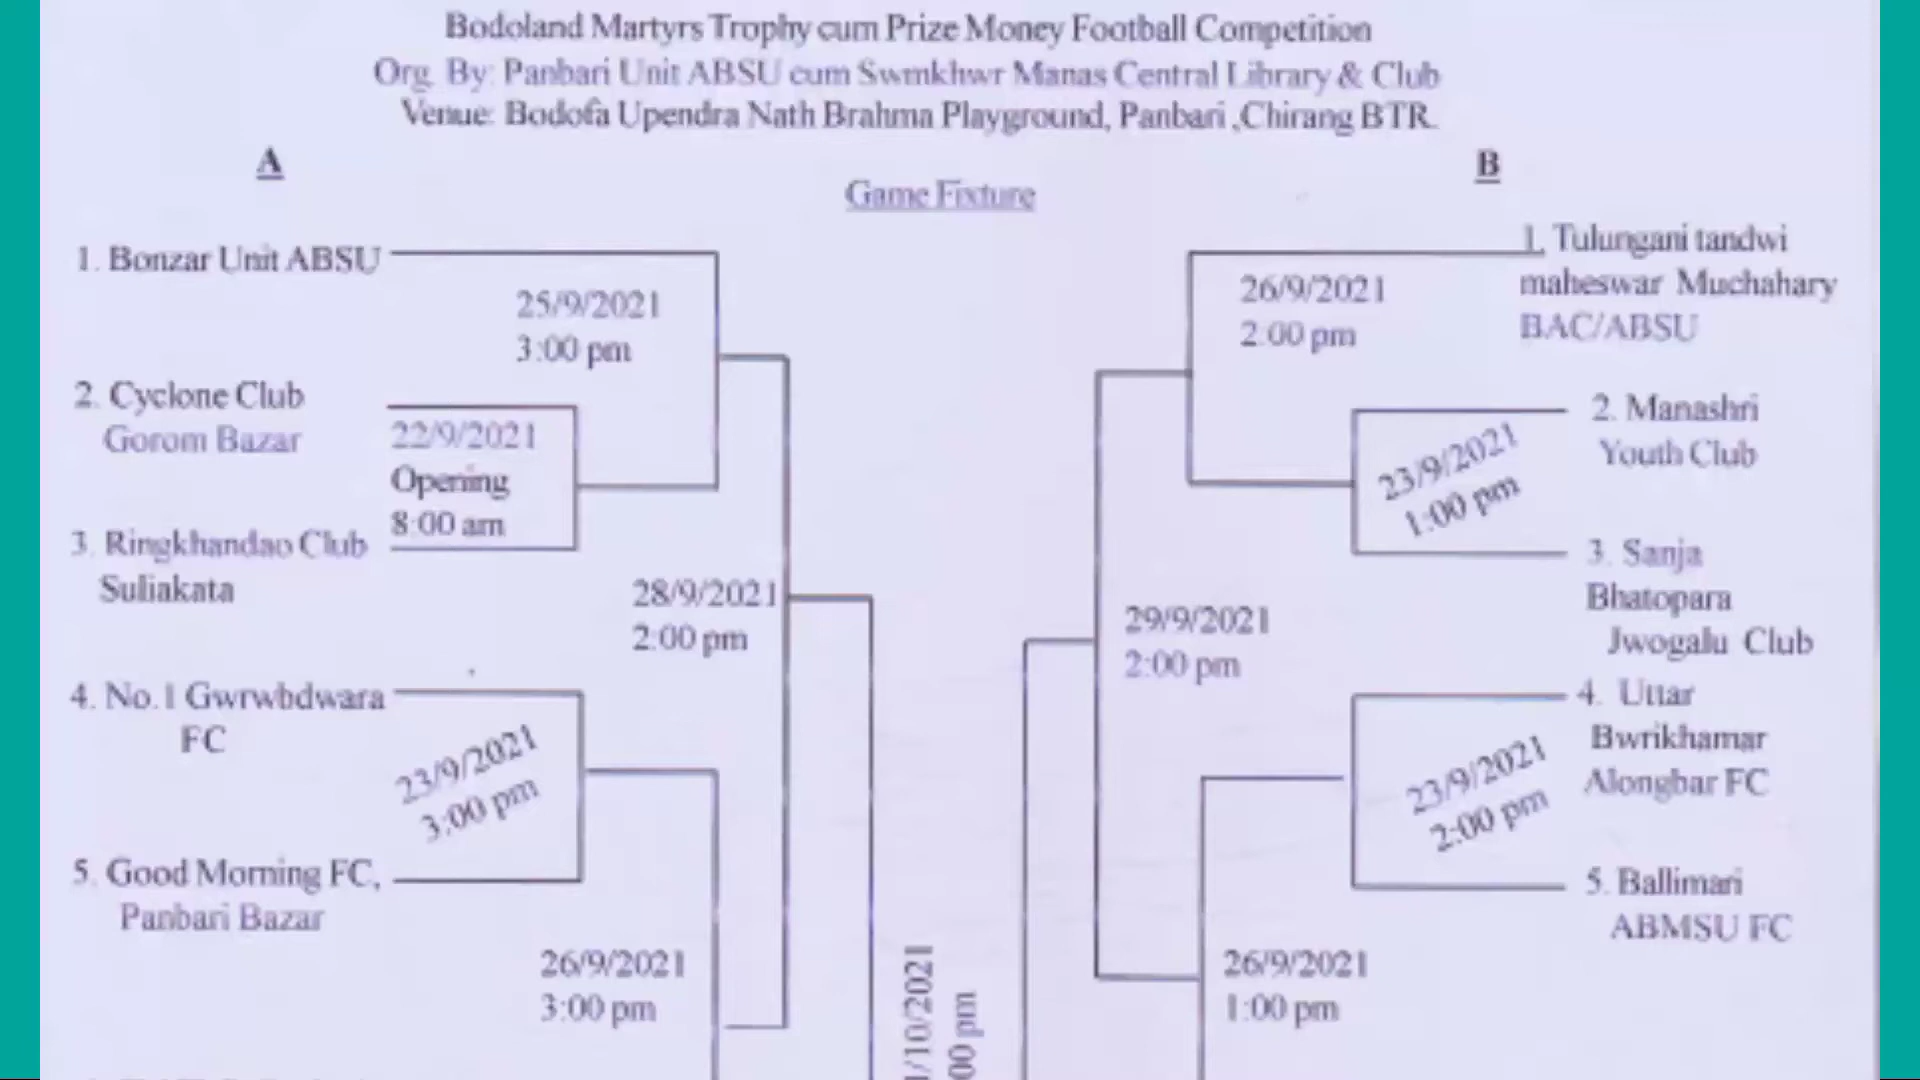 Bodoland Martyrs Trophy cum Prize Money Football Competition
Org. By: Panbari Unit ABSU cum Swmkhwr Manas Central Library & Club
Venue: Bodofa Upendra Nath Brahma Playground, Panbari ,Chirang BTR.
A
B
Game Fixture
1. Bonzar Unit ABSU
25/9/2021
3:00 pm
2. Cyclone Club
Gorom Bazar
22/9/2021
Opening
8:00 am
3. Ringkhandao Club
Suliakata
28/9/2021
2:00 pm
4. No.1 Gwrwbdwara
FC
23/9/2021
3:00 pm
5. Good Morning FC,
Panbari Bazar
26/9/2021
3:00 pm
/10/2021
00 pm
1. Tulungani tandwi
maheswar Muchahary
BAC/ABSU
26/9/2021
2:00 pm
2. Manashri
Youth Club
23/9/2021
1:00 pm
3. Sanja
Bhatopara
Jwogalu Club
29/9/2021
2:00 pm
4. Uttar
Bwrikhamar
Alongbar FC
23/9/2021
2:00 pm
5. Ballimari
ABMSU FC
26/9/2021
1:00 pm